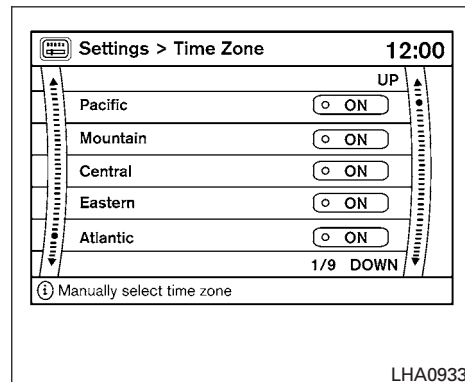 Settings > Time Zone 12:00
UP
Pacific ON
Mountain ON
Central ON
Eastern ON
Atlantic ON
1/9 DOWN
i Manually select time zone
LHA0933